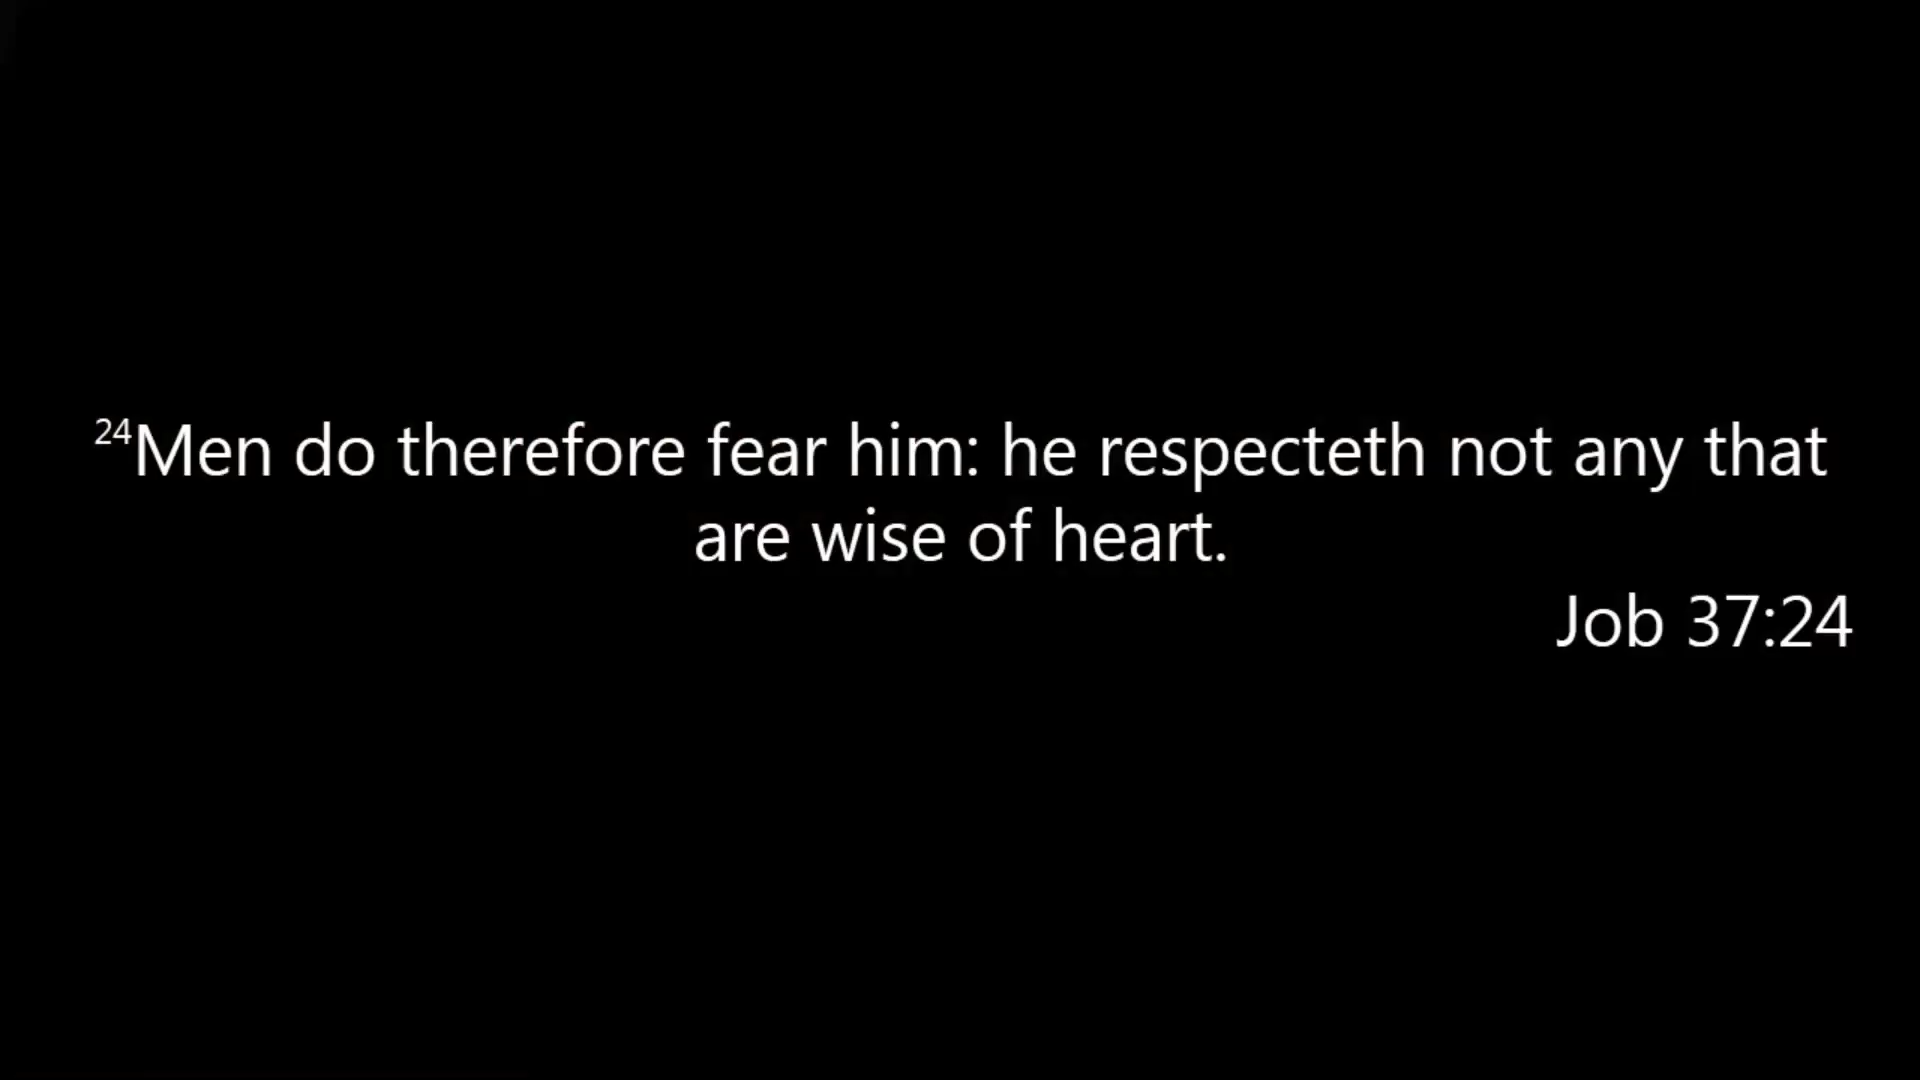 24Men do therefore fear him: he respecteth not any that
are wise of heart.
Job 37:24